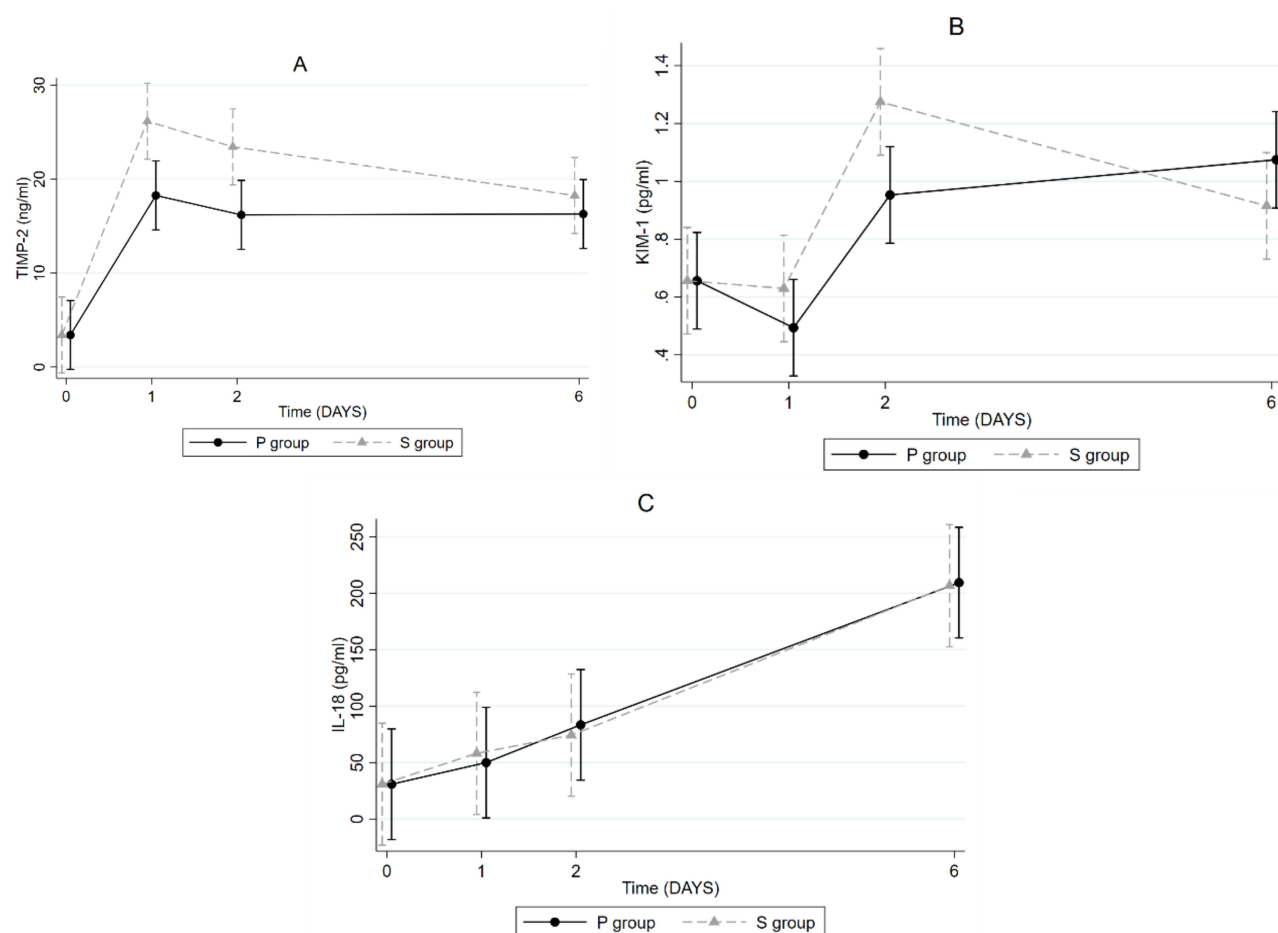 A
TIMP-2 (ng/ml)
30
20
10
0
0 1 2 6
Time (DAYS)
P group S group
B
KIM-1 (pg/ml)
1.4
1.2
1
.8
.6
.4
0 1 2 6
Time (DAYS)
P group S group
C
IL-18 (pg/ml)
250
200
150
100
50
0
0 1 2 6
Time (DAYS)
P group S group